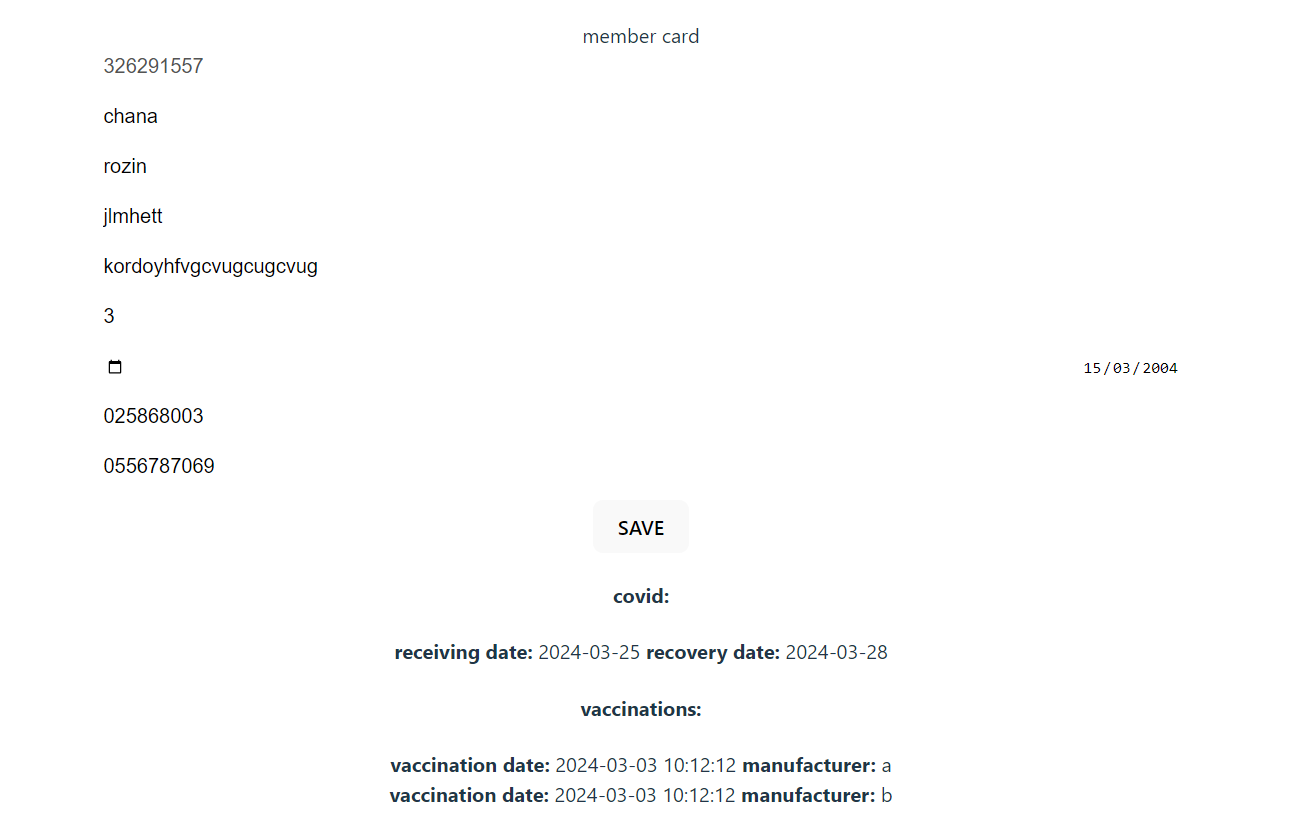 member card
326291557
chana
rozin
jlmhett
kordoyhfvgcvugcugcvug
3
15/03/2004
025868003
0556787069
SAVE
covid:
receiving date: 2024-03-25 recovery date: 2024-03-28
vaccinations:
vaccination date: 2024-03-03 10:12:12 manufacturer: a
vaccination date: 2024-03-03 10:12:12 manufacturer: b